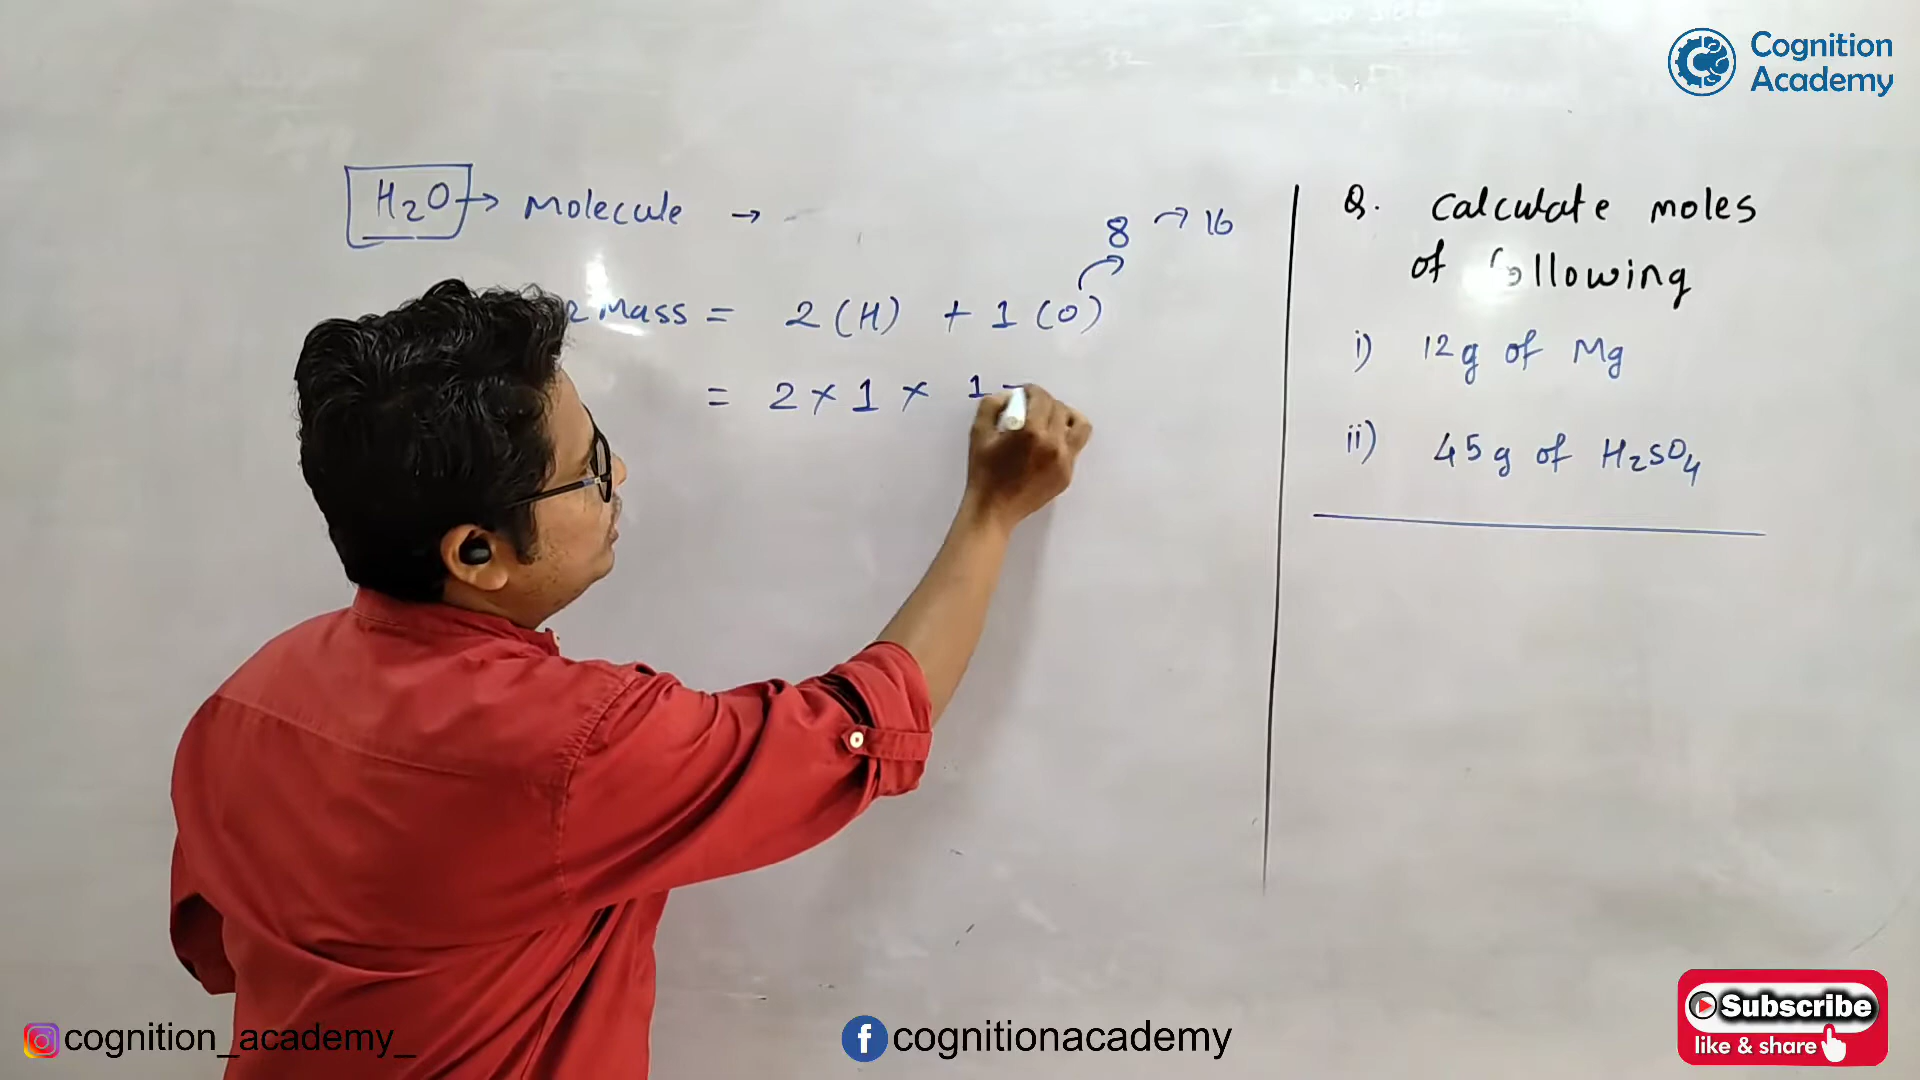 Cognition
Academy
H₂O → Molecule →
8 → 16
Mass = 2 (H) + 1 (O)
= 2 × 1 × 1
Q. Calculate moles
of following
i) 12g of Mg
ii) 45g of H₂SO₄
cognition_academy_
cognitionacademy
Subscribe
like & share